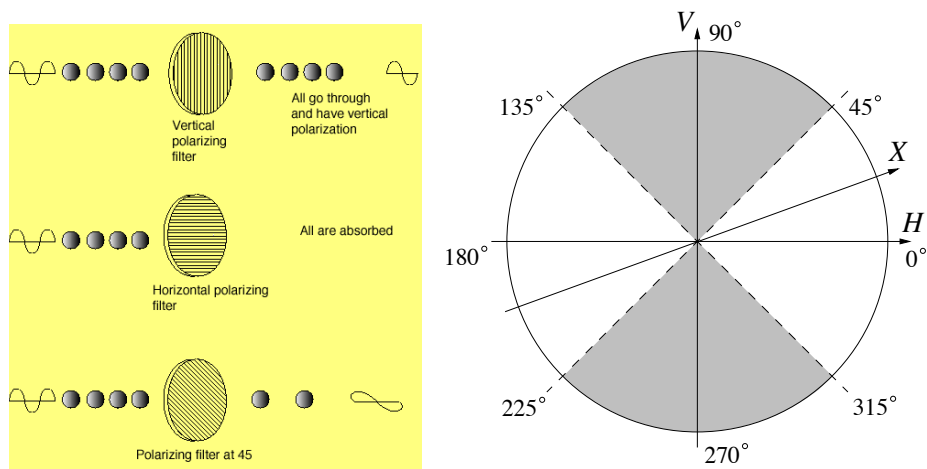 All go through
and have vertical
polarization
Vertical
polarizing
filter
All are absorbed
Horizontal polarizing
filter
Polarizing filter at 45
V
90°
135°
45°
X
H
180°
0°
225°
315°
270°